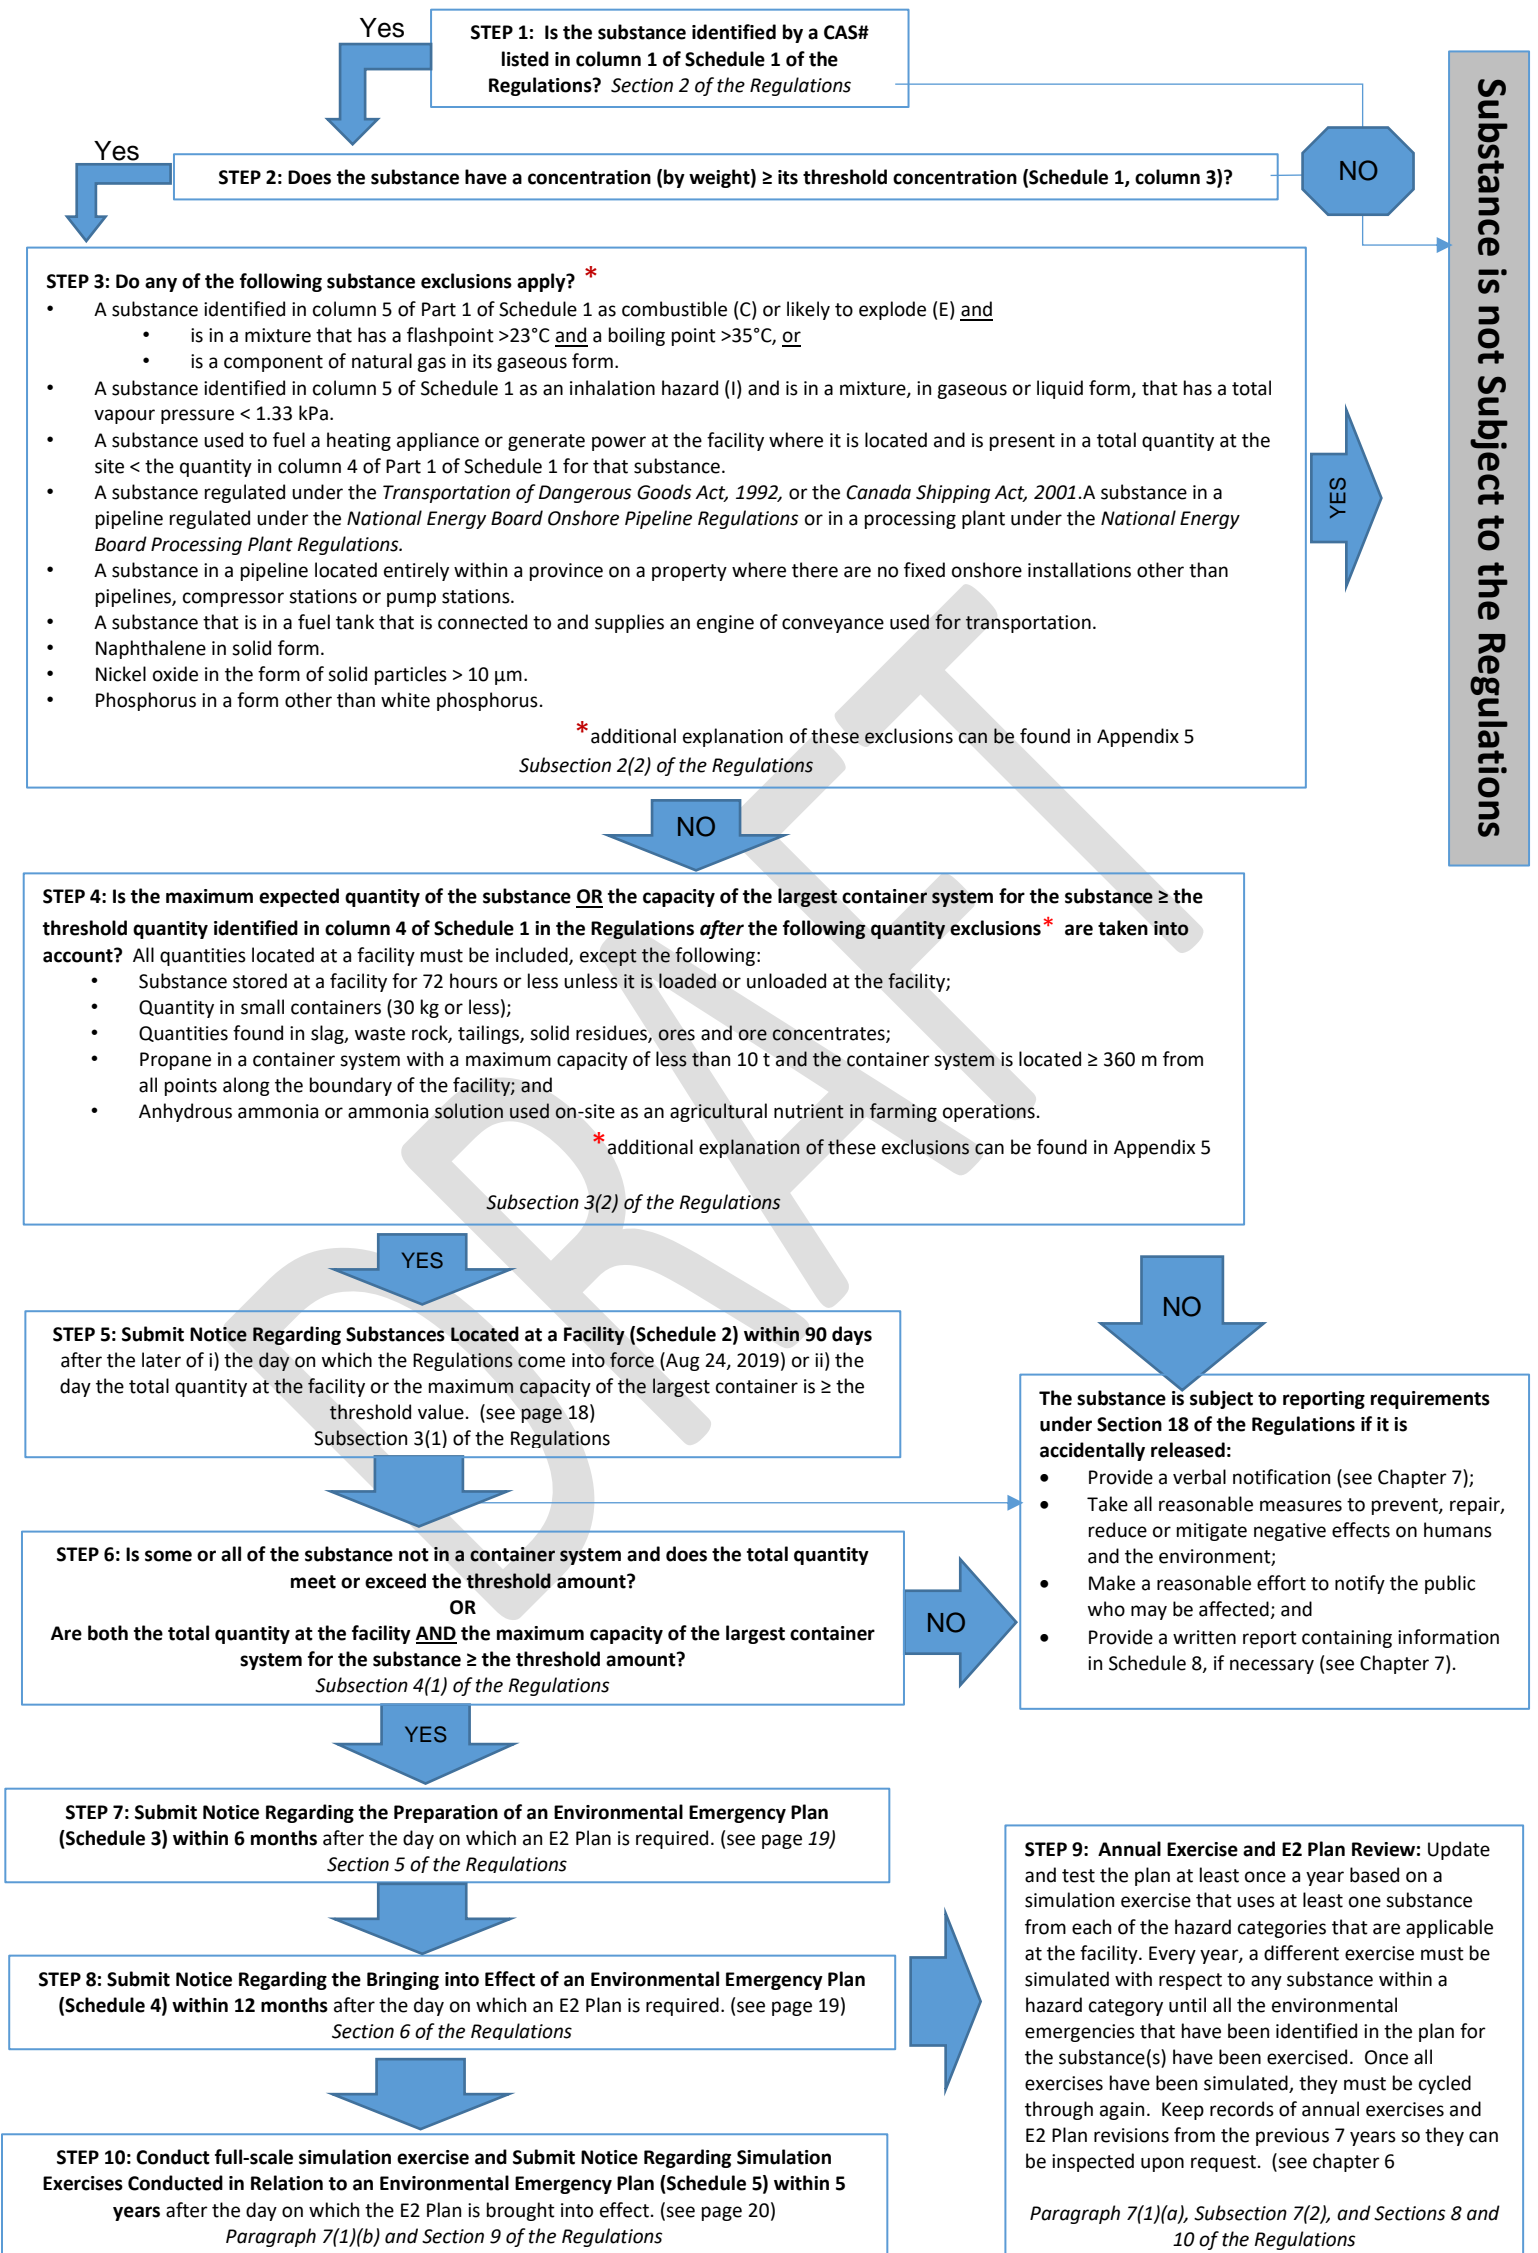 Yes
STEP 1:  Is the substance identified by a CAS#
listed in column 1 of Schedule 1 of the
Regulations?  Section 2 of the Regulations
Yes
STEP 2: Does the substance have a concentration (by weight) ≥ its threshold concentration (Schedule 1, column 3)?
NO
Substance is not Subject to the Regulations
STEP 3: Do any of the following substance exclusions apply? *
• A substance identified in column 5 of Part 1 of Schedule 1 as combustible (C) or likely to explode (E) and
• is in a mixture that has a flashpoint >23°C and a boiling point >35°C, or
• is a component of natural gas in its gaseous form.
• A substance identified in column 5 of Schedule 1 as an inhalation hazard (I) and is in a mixture, in gaseous or liquid form, that has a total
vapour pressure < 1.33 kPa.
• A substance used to fuel a heating appliance or generate power at the facility where it is located and is present in a total quantity at the
site < the quantity in column 4 of Part 1 of Schedule 1 for that substance.
• A substance regulated under the Transportation of Dangerous Goods Act, 1992, or the Canada Shipping Act, 2001.A substance in a
pipeline regulated under the National Energy Board Onshore Pipeline Regulations or in a processing plant under the National Energy
Board Processing Plant Regulations.
• A substance in a pipeline located entirely within a province on a property where there are no fixed onshore installations other than
pipelines, compressor stations or pump stations.
• A substance that is in a fuel tank that is connected to and supplies an engine of conveyance used for transportation.
• Naphthalene in solid form.
• Nickel oxide in the form of solid particles > 10 µm.
• Phosphorus in a form other than white phosphorus.
*additional explanation of these exclusions can be found in Appendix 5
Subsection 2(2) of the Regulations
YES
NO
STEP 4: Is the maximum expected quantity of the substance OR the capacity of the largest container system for the substance ≥ the
threshold quantity identified in column 4 of Schedule 1 in the Regulations after the following quantity exclusions* are taken into
account?  All quantities located at a facility must be included, except the following:
• Substance stored at a facility for 72 hours or less unless it is loaded or unloaded at the facility;
• Quantity in small containers (30 kg or less);
• Quantities found in slag, waste rock, tailings, solid residues, ores and ore concentrates;
• Propane in a container system with a maximum capacity of less than 10 t and the container system is located ≥ 360 m from
all points along the boundary of the facility; and
• Anhydrous ammonia or ammonia solution used on-site as an agricultural nutrient in farming operations.
*additional explanation of these exclusions can be found in Appendix 5
Subsection 3(2) of the Regulations
YES
NO
STEP 5: Submit Notice Regarding Substances Located at a Facility (Schedule 2) within 90 days
after the later of i) the day on which the Regulations come into force (Aug 24, 2019) or ii) the
day the total quantity at the facility or the maximum capacity of the largest container is ≥ the
threshold value.  (see page 18)
Subsection 3(1) of the Regulations
The substance is subject to reporting requirements
under Section 18 of the Regulations if it is
accidentally released:
• Provide a verbal notification (see Chapter 7);
• Take all reasonable measures to prevent, repair,
reduce or mitigate negative effects on humans
and the environment;
• Make a reasonable effort to notify the public
who may be affected; and
• Provide a written report containing information
in Schedule 8, if necessary (see Chapter 7).
STEP 6: Is some or all of the substance not in a container system and does the total quantity
meet or exceed the threshold amount?
OR
Are both the total quantity at the facility AND the maximum capacity of the largest container
system for the substance ≥ the threshold amount?
Subsection 4(1) of the Regulations
NO
YES
STEP 7: Submit Notice Regarding the Preparation of an Environmental Emergency Plan
(Schedule 3) within 6 months after the day on which an E2 Plan is required. (see page 19)
Section 5 of the Regulations
STEP 8: Submit Notice Regarding the Bringing into Effect of an Environmental Emergency Plan
(Schedule 4) within 12 months after the day on which an E2 Plan is required. (see page 19)
Section 6 of the Regulations
STEP 9:  Annual Exercise and E2 Plan Review: Update
and test the plan at least once a year based on a
simulation exercise that uses at least one substance
from each of the hazard categories that are applicable
at the facility. Every year, a different exercise must be
simulated with respect to any substance within a
hazard category until all the environmental
emergencies that have been identified in the plan for
the substance(s) have been exercised.  Once all
exercises have been simulated, they must be cycled
through again.  Keep records of annual exercises and
E2 Plan revisions from the previous 7 years so they can
be inspected upon request.  (see chapter 6
Paragraph 7(1)(a), Subsection 7(2), and Sections 8 and
10 of the Regulations
STEP 10: Conduct full-scale simulation exercise and Submit Notice Regarding Simulation
Exercises Conducted in Relation to an Environmental Emergency Plan (Schedule 5) within 5
years after the day on which the E2 Plan is brought into effect. (see page 20)
Paragraph 7(1)(b) and Section 9 of the Regulations
DRAFT